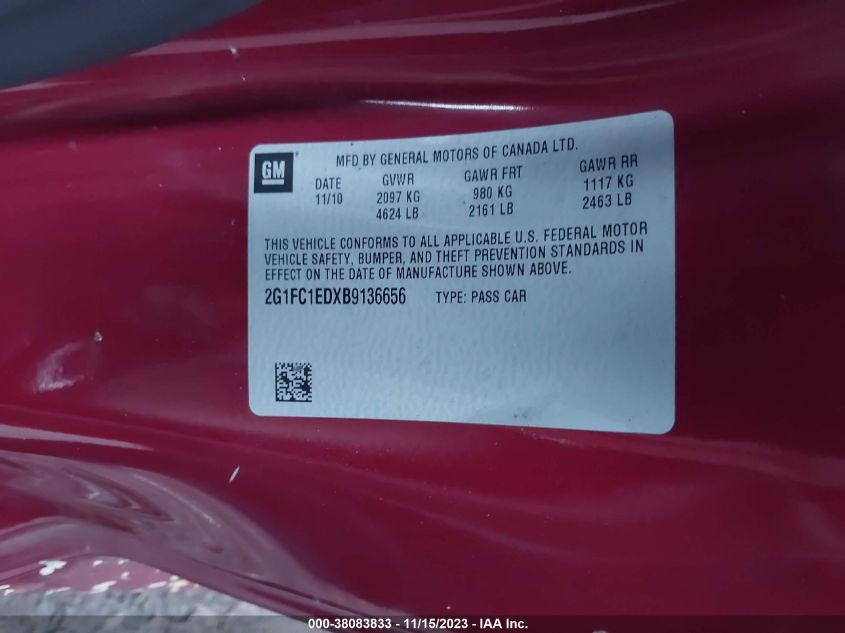 MFD BY GENERAL MOTORS OF CANADA LTD.
GM
DATE GVWR GAWR FRT GAWR RR
11/10 2097 KG 980 KG 1117 KG
4624 LB 2161 LB 2463 LB
THIS VEHICLE CONFORMS TO ALL APPLICABLE U.S. FEDERAL MOTOR
VEHICLE SAFETY, BUMPER, AND THEFT PREVENTION STANDARDS IN
EFFECT ON THE DATE OF MANUFACTURE SHOWN ABOVE.
2G1FC1EDXB9136656 TYPE: PASS CAR
000-38083833 - 11/15/2023 - IAA Inc.